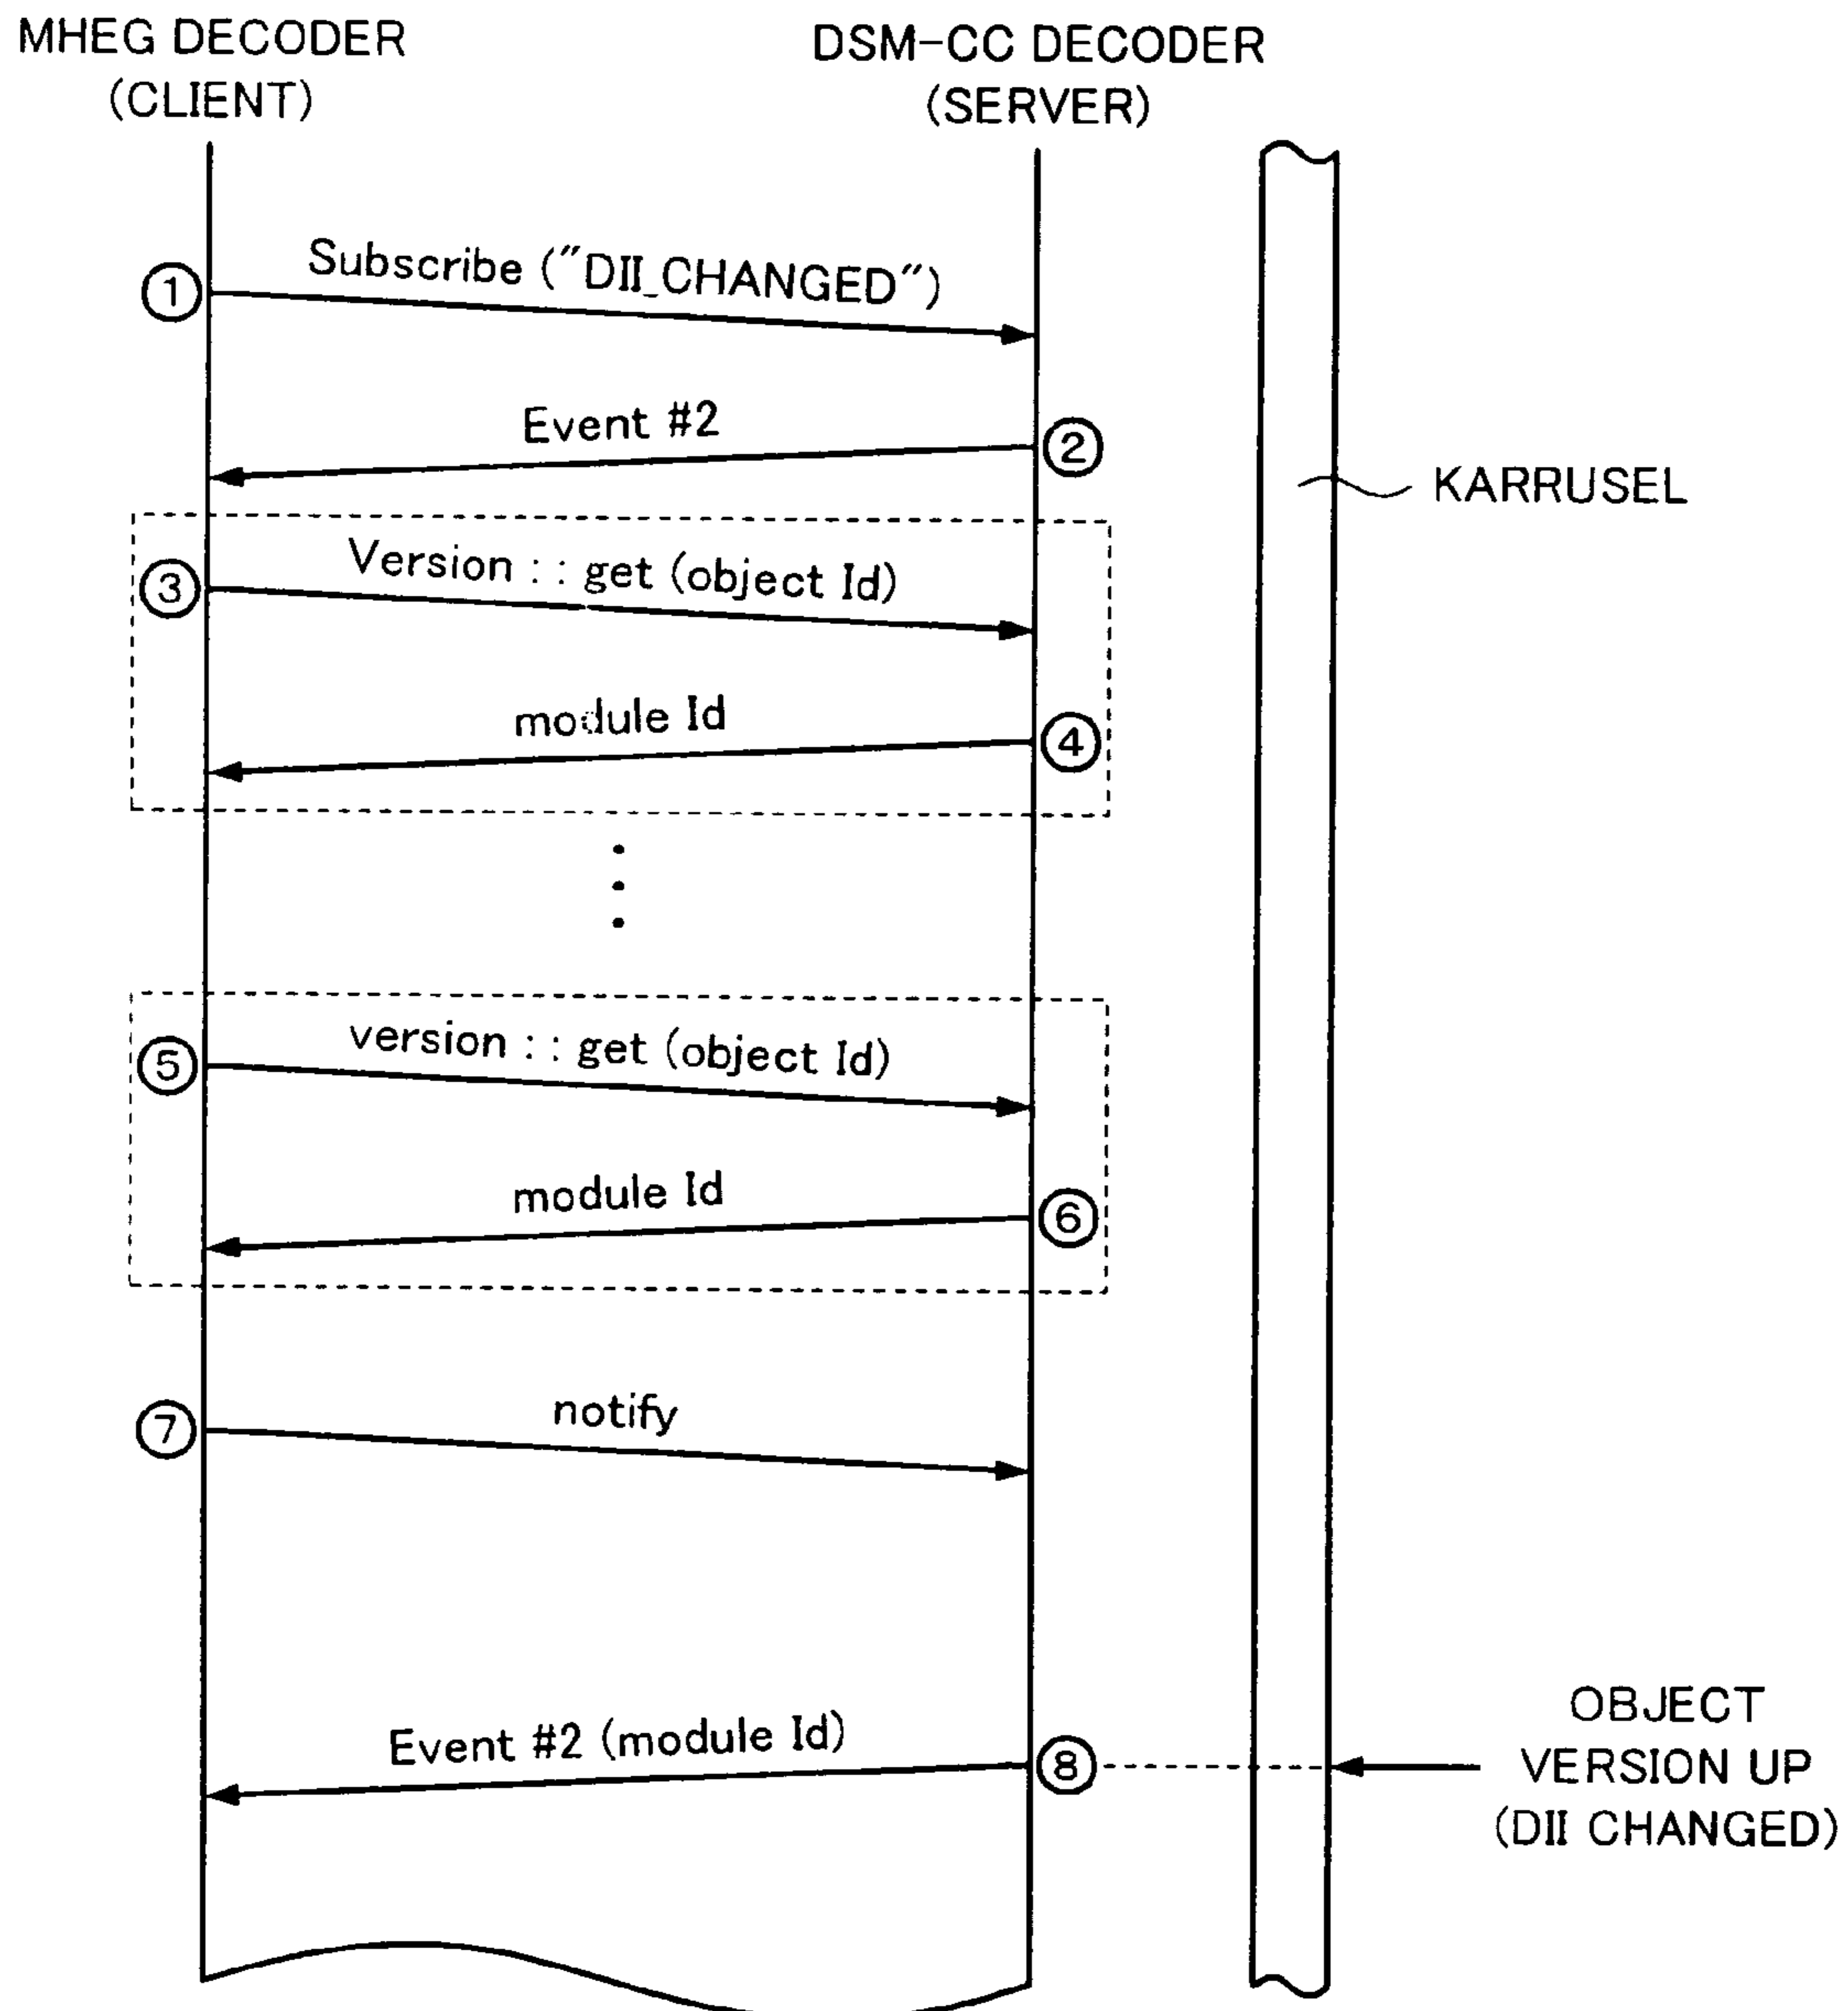 MHEG DECODER
(CLIENT)
DSM-CC DECODER
(SERVER)
① Subscribe ("DII_CHANGED")
Event #2 ②
KARRUSEL
③ Version : : get (object Id)
module Id ④
⑤ version : : get (object Id)
module Id ⑥
⑦ notify
Event #2 (module Id) ⑧
OBJECT
VERSION UP
(DII CHANGED)